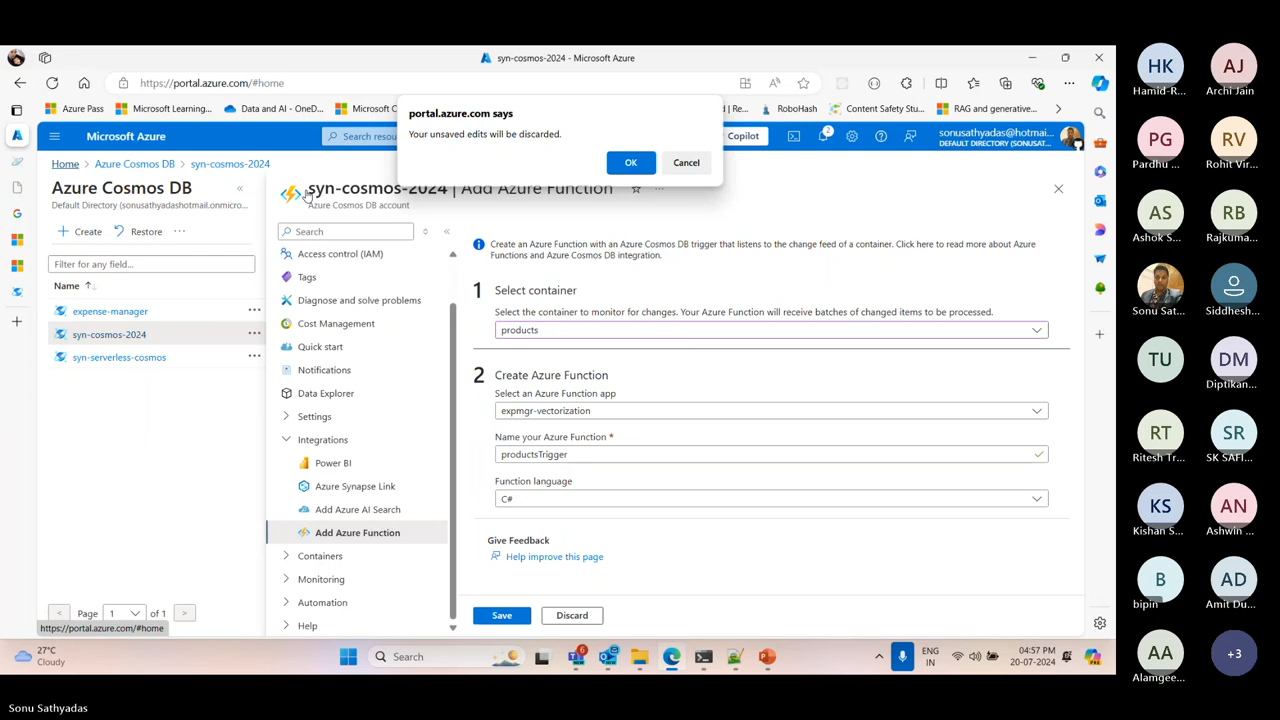 syn-cosmos-2024 - Microsoft Azure
https://portal.azure.com/#home
Azure Pass
Microsoft Learning...
Data and AI - OneD...
Microsoft C
| Re...
RoboHash
Content Safety Stu...
RAG and generative...
portal.azure.com says
Your unsaved edits will be discarded.
OK
Cancel
Microsoft Azure
Search resou
Copilot
2
sonusathyadas@hotmai...
DEFAULT DIRECTORY (SONUSAT...
Home > Azure Cosmos DB > syn-cosmos-2024
Azure Cosmos DB
Default Directory (sonusathyadashotmail.onmicro...
Create
Restore
...
Filter for any field...
Name ↑
expense-manager
syn-cosmos-2024
syn-serverless-cosmos
< Page 1 of 1 >
https://portal.azure.com/#home
syn-cosmos-2024 | Add Azure Function
Azure Cosmos DB account
Search
Access control (IAM)
Tags
Diagnose and solve problems
Cost Management
Quick start
Notifications
Data Explorer
Settings
Integrations
Power BI
Azure Synapse Link
Add Azure AI Search
Add Azure Function
Containers
Monitoring
Automation
Help
Create an Azure Function with an Azure Cosmos DB trigger that listens to the change feed of a container. Click here to read more about Azure
Functions and Azure Cosmos DB integration.
1 Select container
Select the container to monitor for changes. Your Azure Function will receive batches of changed items to be processed.
products
2 Create Azure Function
Select an Azure Function app
expmgr-vectorization
Name your Azure Function *
productsTrigger
Function language
C#
Give Feedback
Help improve this page
Save
Discard
27°C
Cloudy
Search
6
ENG
IN
04:57 PM
20-07-2024
HK
Hamid-R...
AJ
Archi Jain
PG
Pardhu ...
RV
Rohit Vir...
AS
Ashok S...
RB
Rajkuma...
Sonu Sat...
Siddhesh...
TU
DM
Diptikan...
RT
Ritesh Tr...
SR
SK SAFI...
KS
Kishan S...
AN
Ashwin ...
B
bipin
AD
Amit Du...
AA
Alamgee...
+3
Sonu Sathyadas